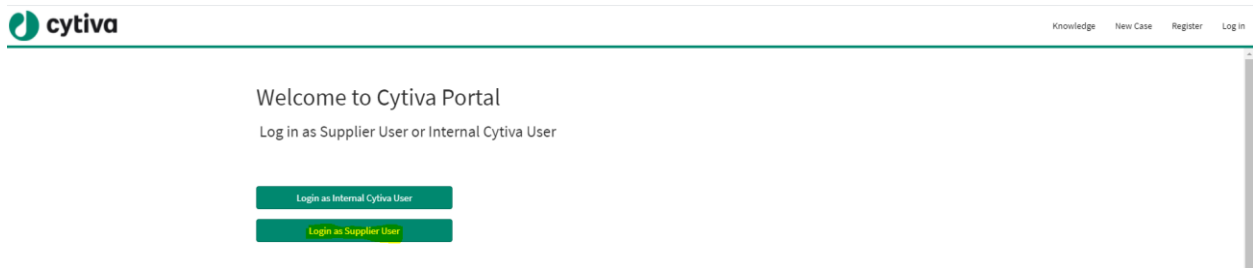 cytiva
Knowledge New Case Register Log in
Welcome to Cytiva Portal
Log in as Supplier User or Internal Cytiva User
Login as Internal Cytiva User
Login as Supplier User